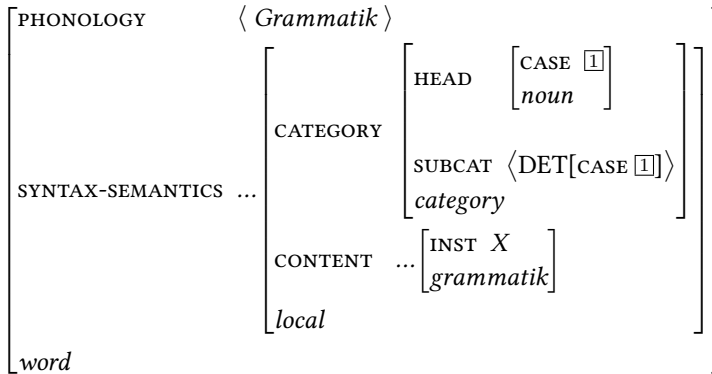 PHONOLOGY ⟨ Grammatik ⟩
HEAD [CASE 1
noun]
CATEGORY
SUBCAT ⟨DET[CASE 1]⟩
category
SYNTAX-SEMANTICS ...
CONTENT ... [INST X
grammatik]
local
word